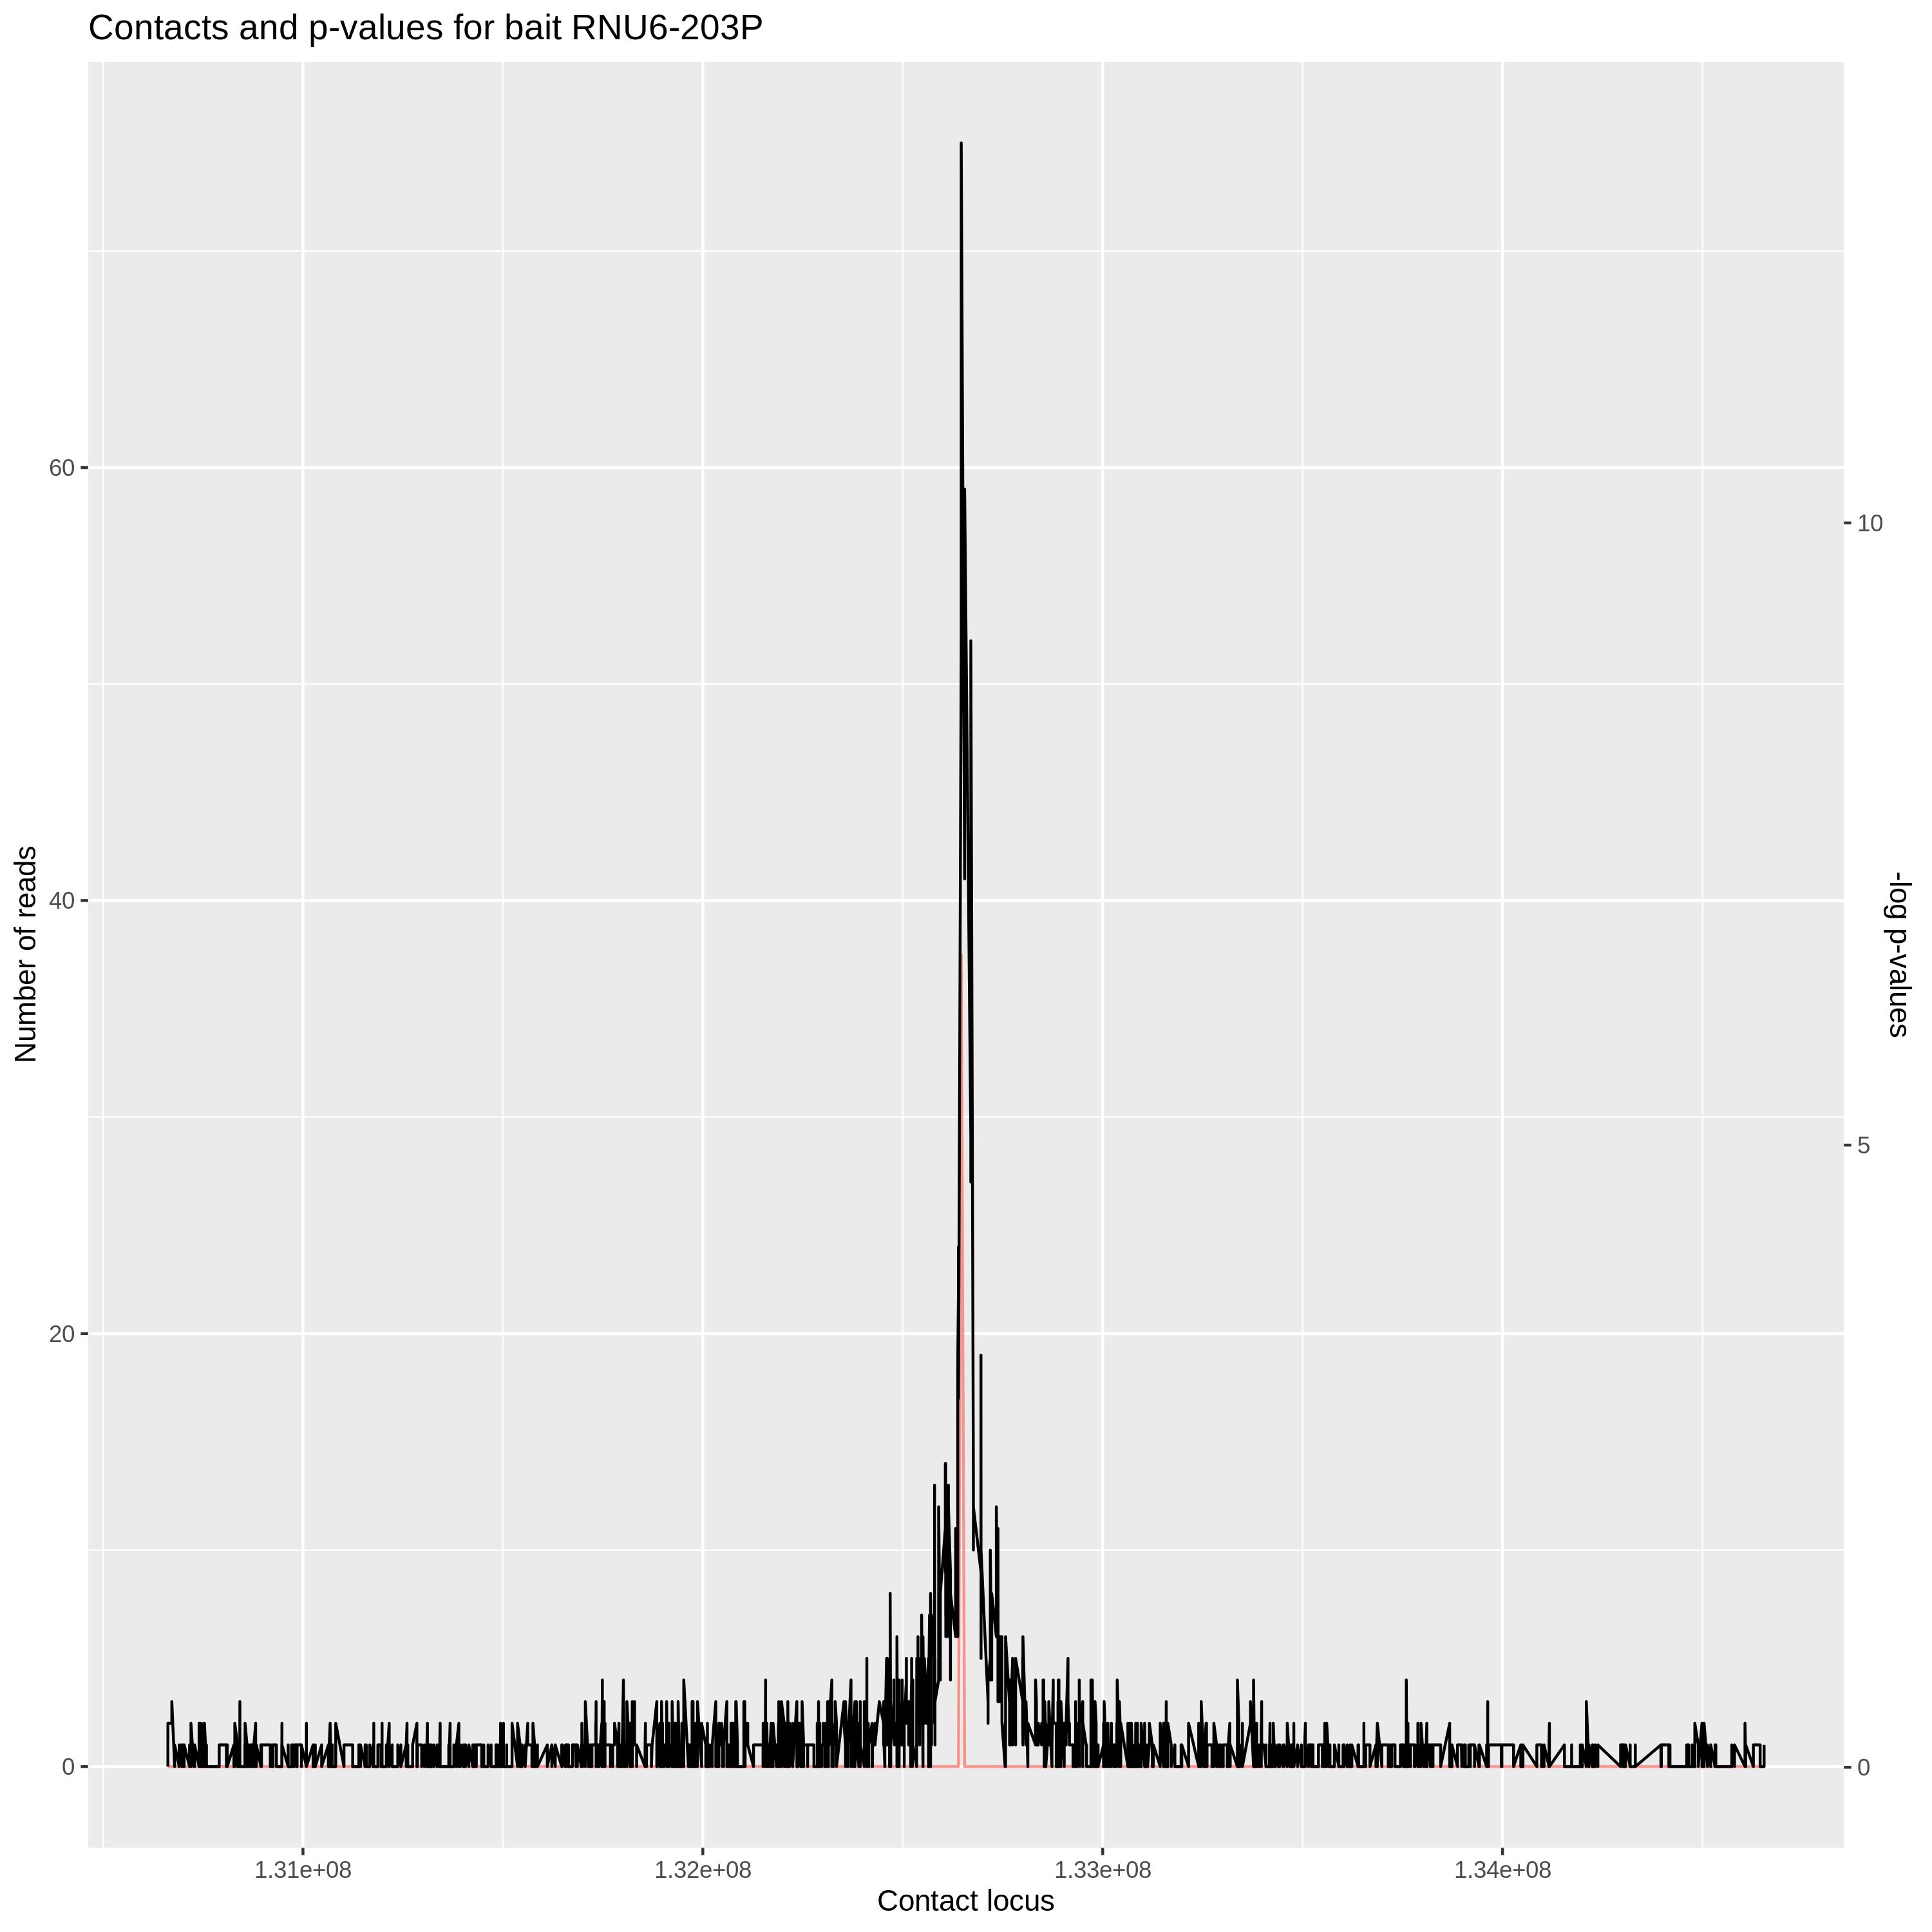 Contacts and p-values for bait RNU6-203P
60
40
20
0
Number of reads
10
5
0
-log p-values
1.31e+08
1.32e+08
1.33e+08
1.34e+08
Contact locus